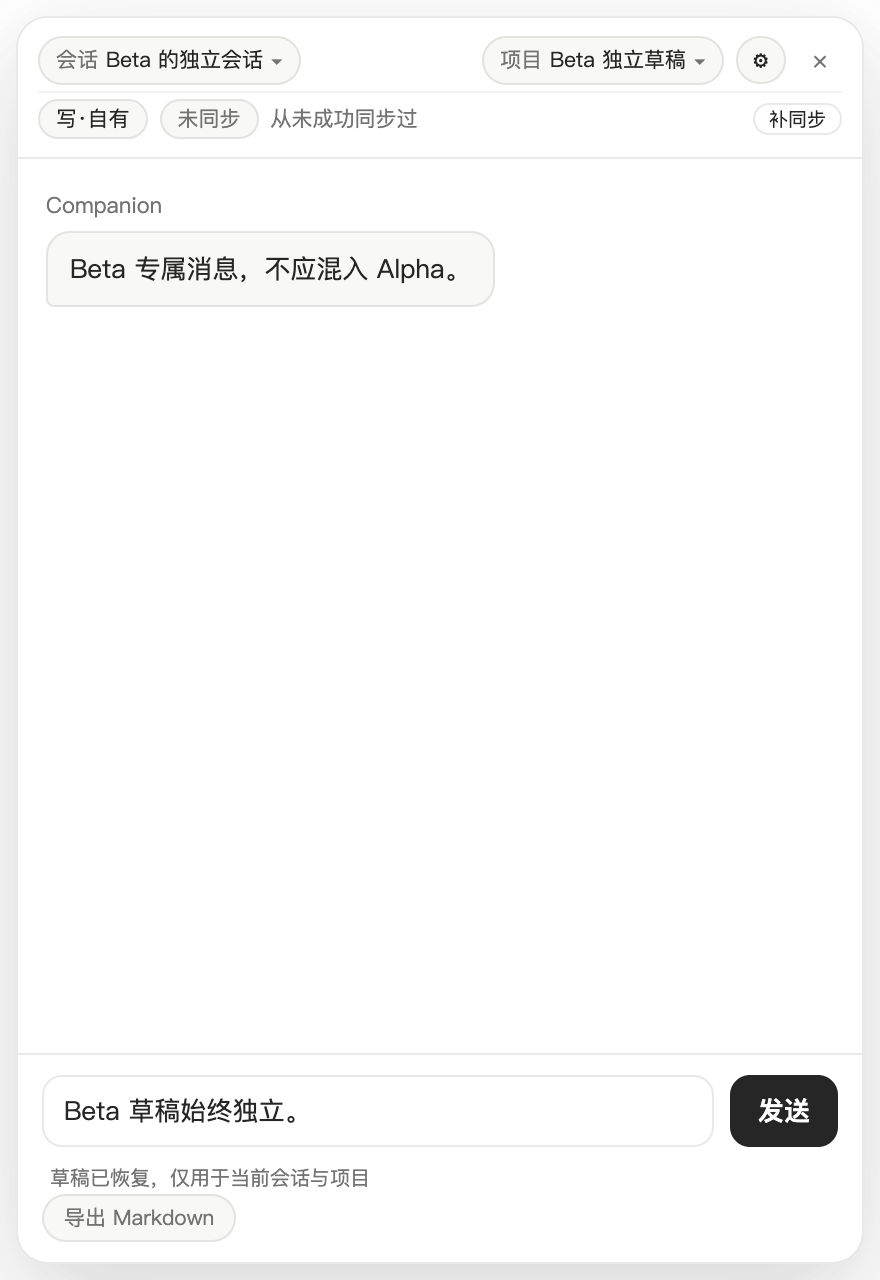 会话 Beta 的独立会话
项目 Beta 独立草稿
写·自有 未同步 从未成功同步过 补同步
Companion
Beta 专属消息，不应混入 Alpha。
Beta 草稿始终独立。
发送
草稿已恢复，仅用于当前会话与项目
导出 Markdown